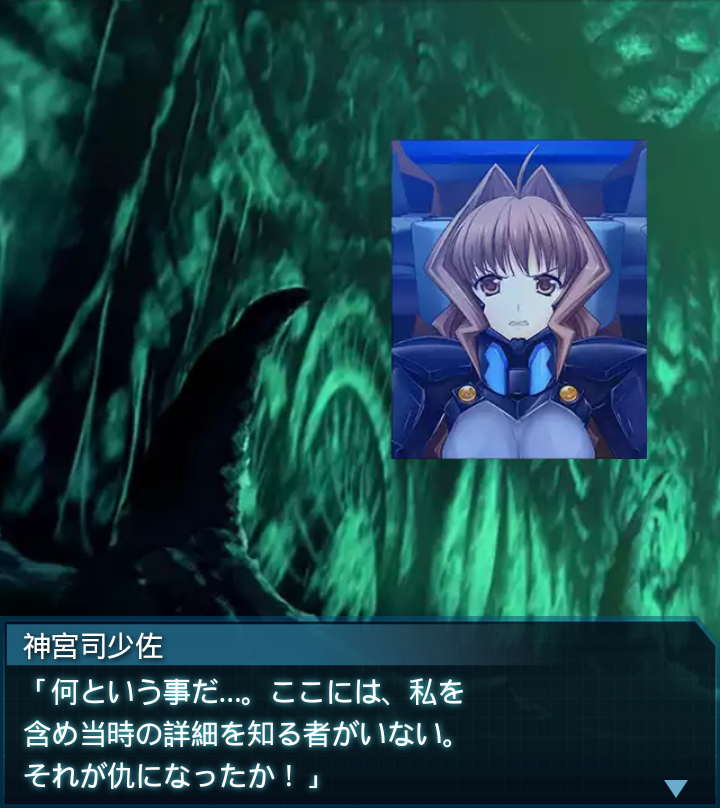 神宮司少佐
「何という事だ…。ここには、私を
含め当時の詳細を知る者がいない。
それが仇になったか！」